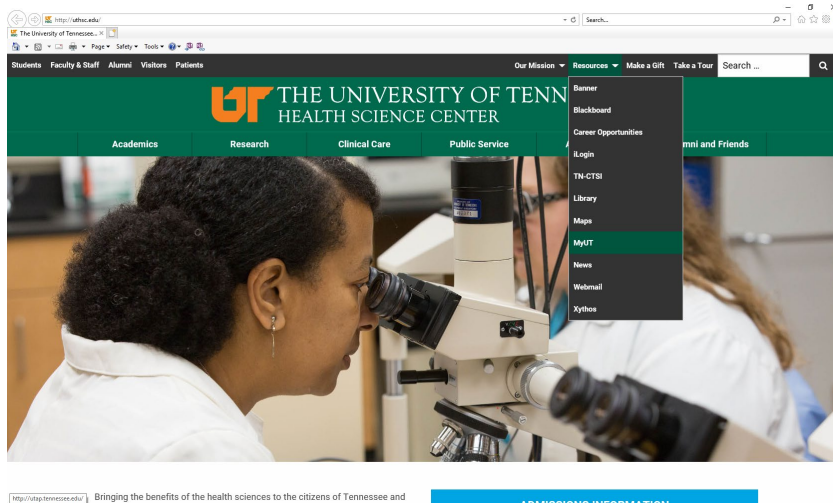 http://uthsc.edu/
Search...
The University of Tennessee...
Page Safety Tools
Students Faculty & Staff Alumni Visitors Patients
Our Mission Resources Make a Gift Take a Tour Search ...
UT THE UNIVERSITY OF TENN
HEALTH SCIENCE CENTER
Academics Research Clinical Care Public Service A mni and Friends
Banner
Blackboard
Career Opportunities
iLogin
TN-CTSI
Library
Maps
MyUT
News
Webmail
Xythos
http://utap.tennessee.edu/
Bringing the benefits of the health sciences to the citizens of Tennessee and
ADMISSIONS INFORMATION